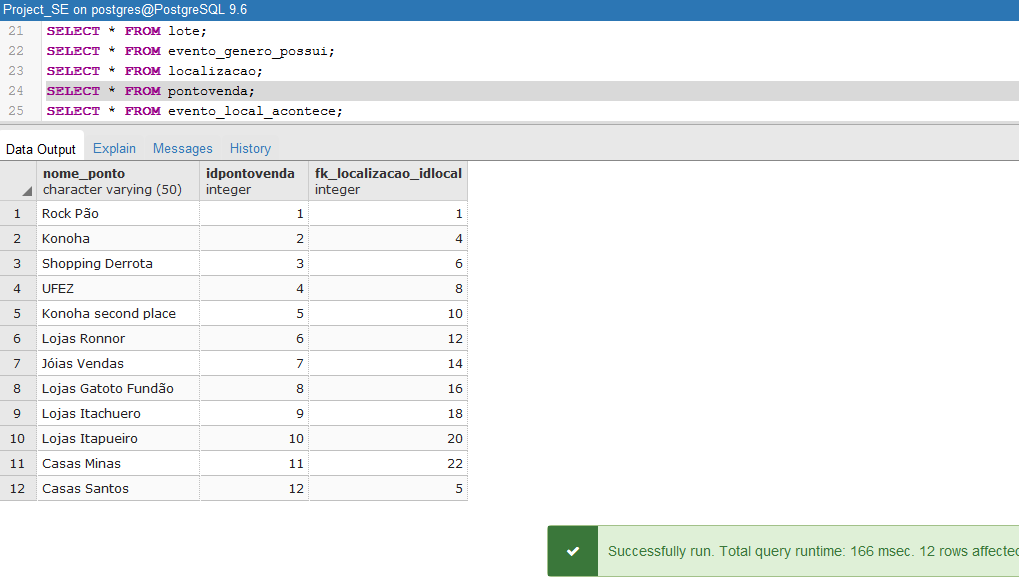 Project_SE on postgres@PostgreSQL 9.6
21 SELECT * FROM lote;
22 SELECT * FROM evento_genero_possui;
23 SELECT * FROM localizacao;
24 SELECT * FROM pontovenda;
25 SELECT * FROM evento_local_acontece;
Data Output Explain Messages History
nome_ponto idpontovenda fk_localizacao_idlocal
character varying (50) integer integer
1 Rock Pão 1 1
2 Konoha 2 4
3 Shopping Derrota 3 6
4 UFEZ 4 8
5 Konoha second place 5 10
6 Lojas Ronnor 6 12
7 Jóias Vendas 7 14
8 Lojas Gatoto Fundão 8 16
9 Lojas Itachuero 9 18
10 Lojas Itapueiro 10 20
11 Casas Minas 11 22
12 Casas Santos 12 5
Successfully run. Total query runtime: 166 msec. 12 rows affected